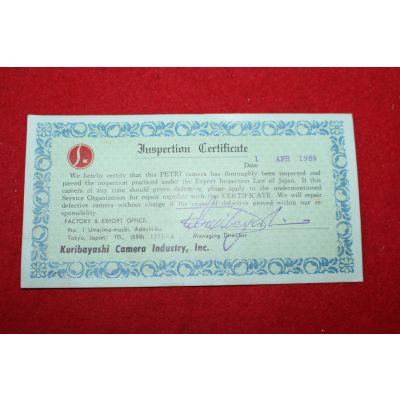 Inspection Certificate
Date 1 APR 1959
We hereby certify that this PETRI camera has thoroughly been inspected and
passed the inspection practiced under the Export Inspection Law of Japan. If this
camera at any time should prove defective, please apply to the undermentioned
Service Organization for repair together with the CERTIFICATE. We will repair
defective camera without charge if the camera is defective proved within our re-
sponsibility.
FACTORY & EXPORT OFFICE:
No. 1 Umejima-machi, Adachi-ku
Tokyo, Japan: TEL. (888) 1111~4
Managing Director
Kuribayashi Camera Industry, Inc.